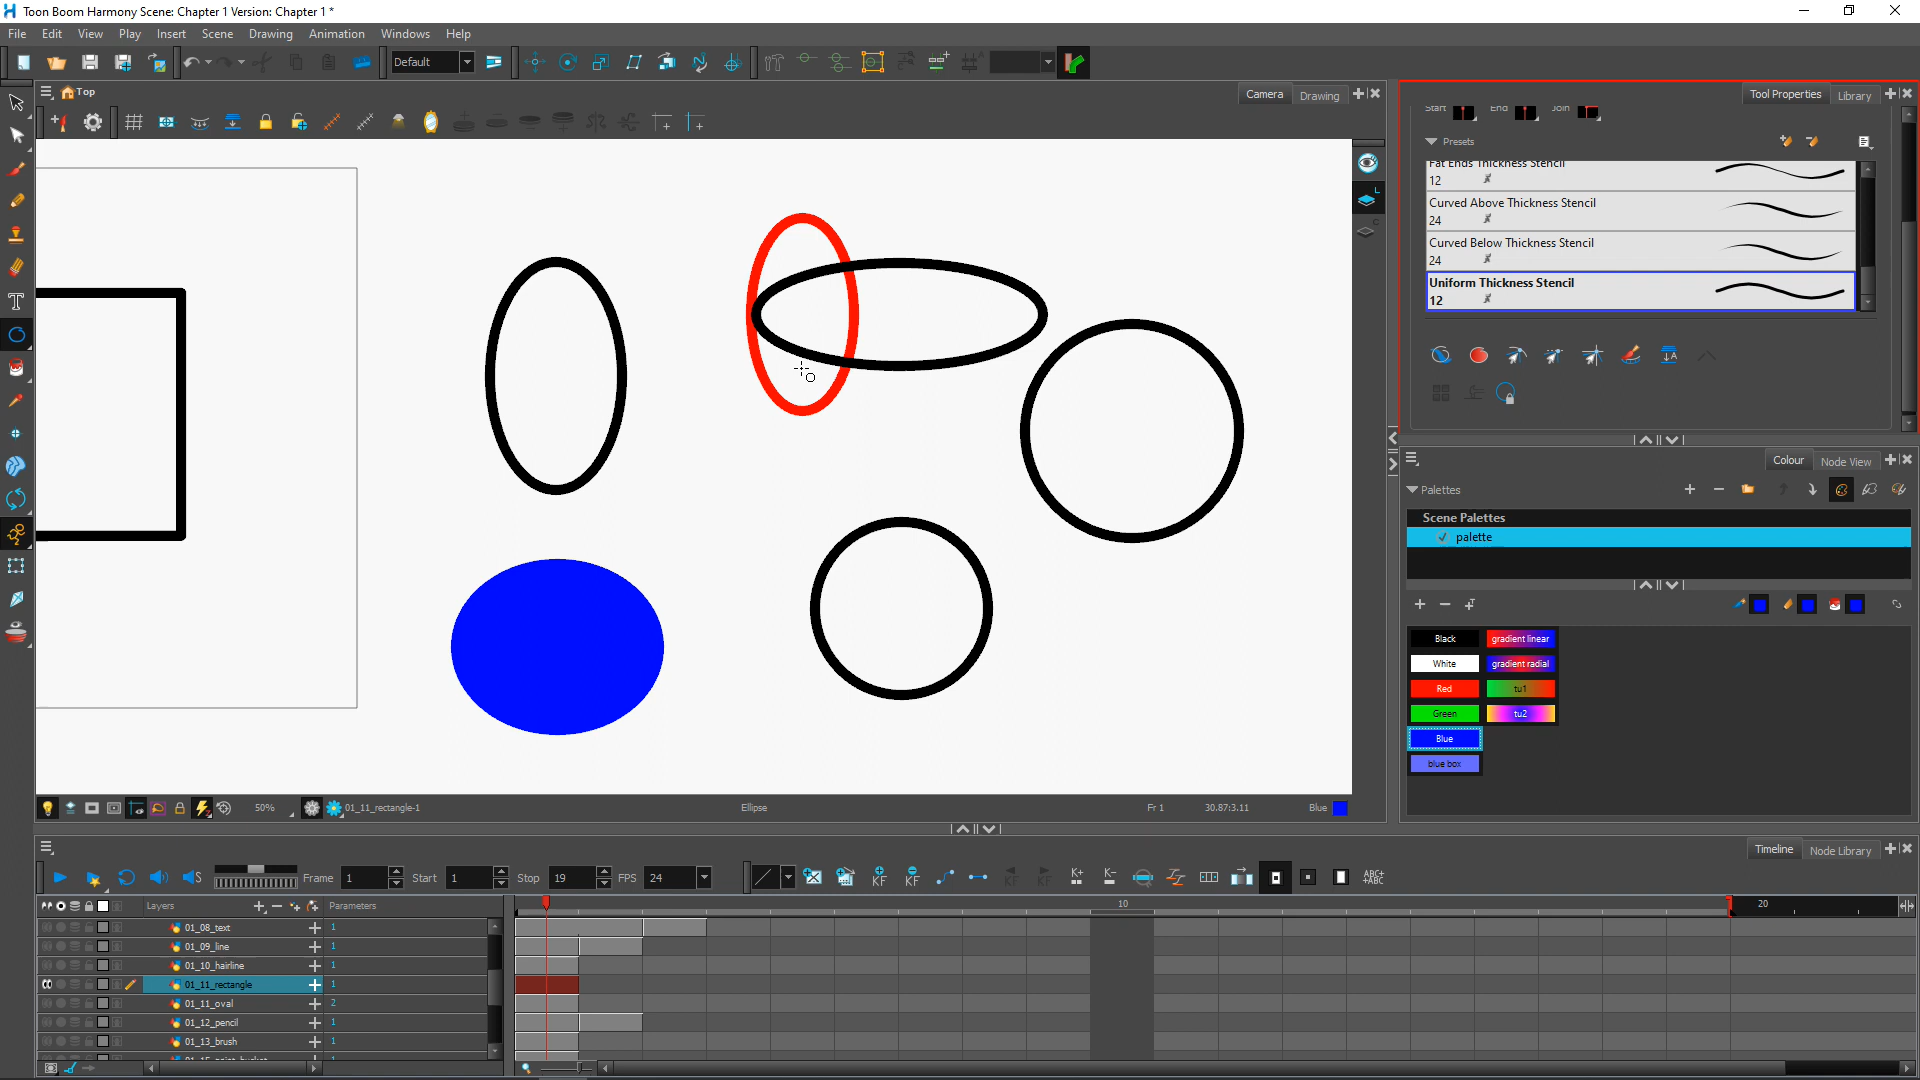 Toon Boom Harmony Scene: Chapter 1 Version: Chapter 1 *
File Edit View Play Insert Scene Drawing Animation Windows Help
Default
Top
Camera Drawing
Tool Properties Library
Start End Join
Presets
Fat Ends Thickness Stencil
12
Curved Above Thickness Stencil
24
Curved Below Thickness Stencil
24
Uniform Thickness Stencil
12
Colour Node View
Palettes
Scene Palettes
palette
Black gradient linear
White gradient radial
Red tu1
Green tu2
Blue
blue box
50% 01_11_rectangle-1 Ellipse Fr 1 30.87:3.11 Blue
Timeline Node Library
Frame 1 Start 1 Stop 19 FPS 24
Layers Parameters 10 20
01_08_text 1
01_09_line 1
01_10_hairline 1
01_11_rectangle 1
01_11_oval 2
01_12_pencil 1
01_13_brush 1